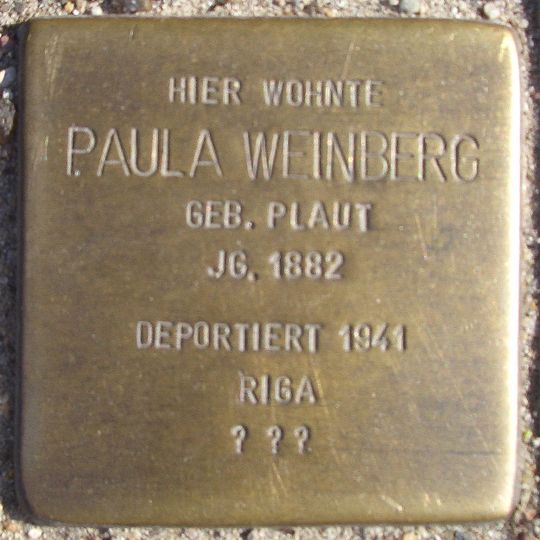 HIER WOHNTE
PAULA WEINBERG
GEB. PLAUT
JG. 1882
DEPORTIERT 1941
RIGA
? ? ?